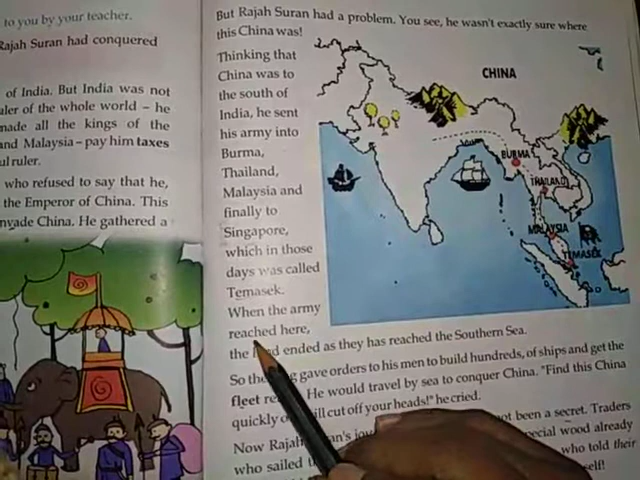 to you by your teacher.
Rajah Suran had conquered
of India. But India was not
uler of the whole world – he
made all the kings of the
and Malaysia – pay him taxes
ul ruler.
who refused to say that he,
the Emperor of China. This
nvade China. He gathered a
But Rajah Suran had a problem. You see, he wasn't exactly sure where
this China was!
Thinking that
China was to
the south of
India, he sent
his army into
Burma,
Thailand,
Malaysia and
finally to
Singapore,
which in those
days was called
Temasek.
When the army
reached here,
the ended as they has reached the Southern Sea.
So the gave orders to his men to build hundreds, of ships and get the
fleet He would travel by sea to conquer China. "Find this China
quickly ill cut off your heads!" he cried.
Now Rajah an's not been a secret. Traders
who sailed ecial wood already
who told their
self!
CHINA
BURMA
THAILAND
MALAYSIA
TEMASEK